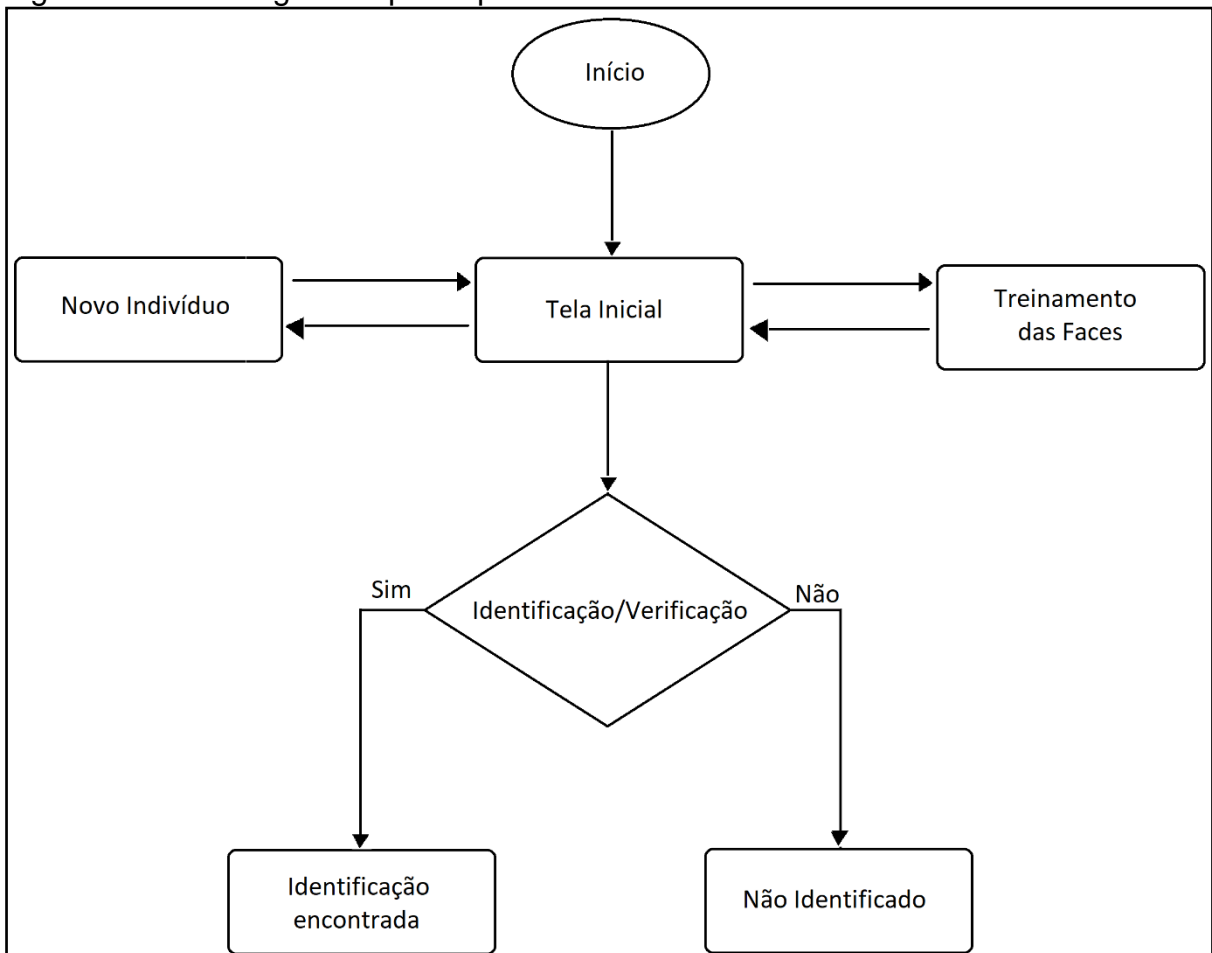 Início
Novo Indivíduo
Tela Inicial
Treinamento
das Faces
Sim
Identificação/Verificação
Não
Identificação
encontrada
Não Identificado